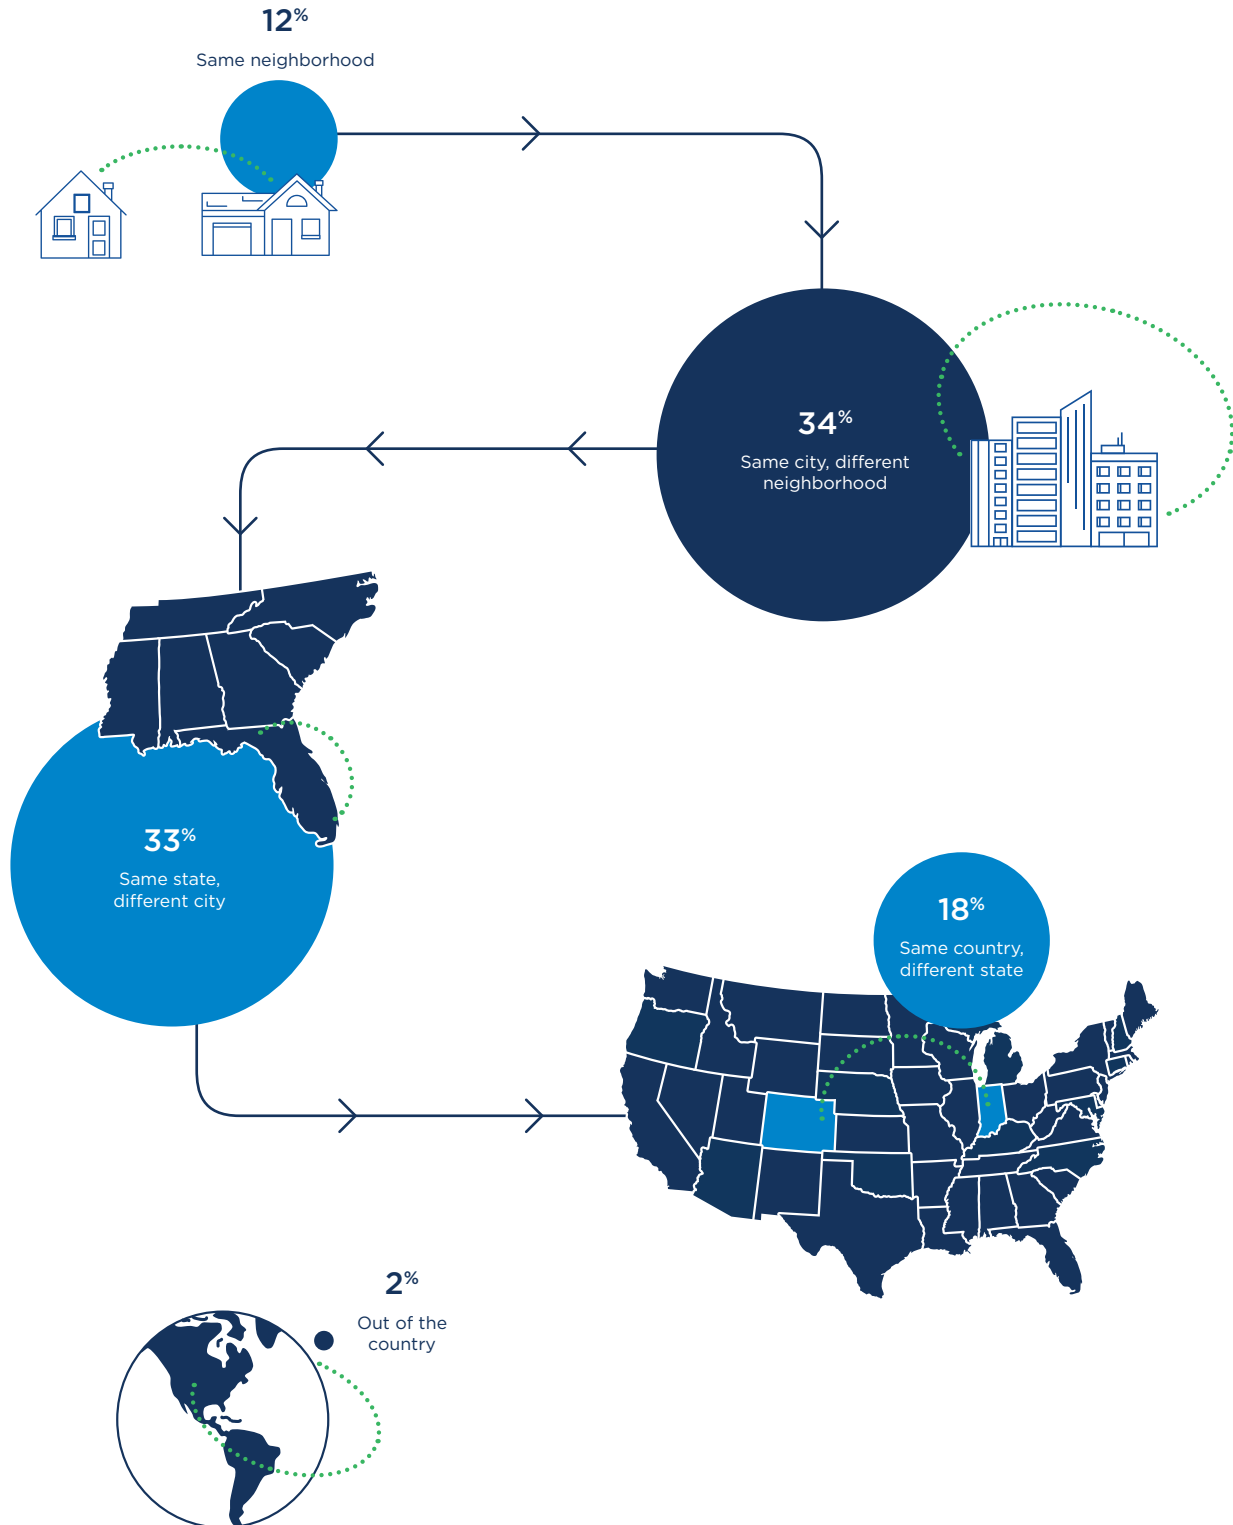 12%
Same neighborhood
34%
Same city, different
neighborhood
33%
Same state,
different city
18%
Same country,
different state
2%
Out of the
country